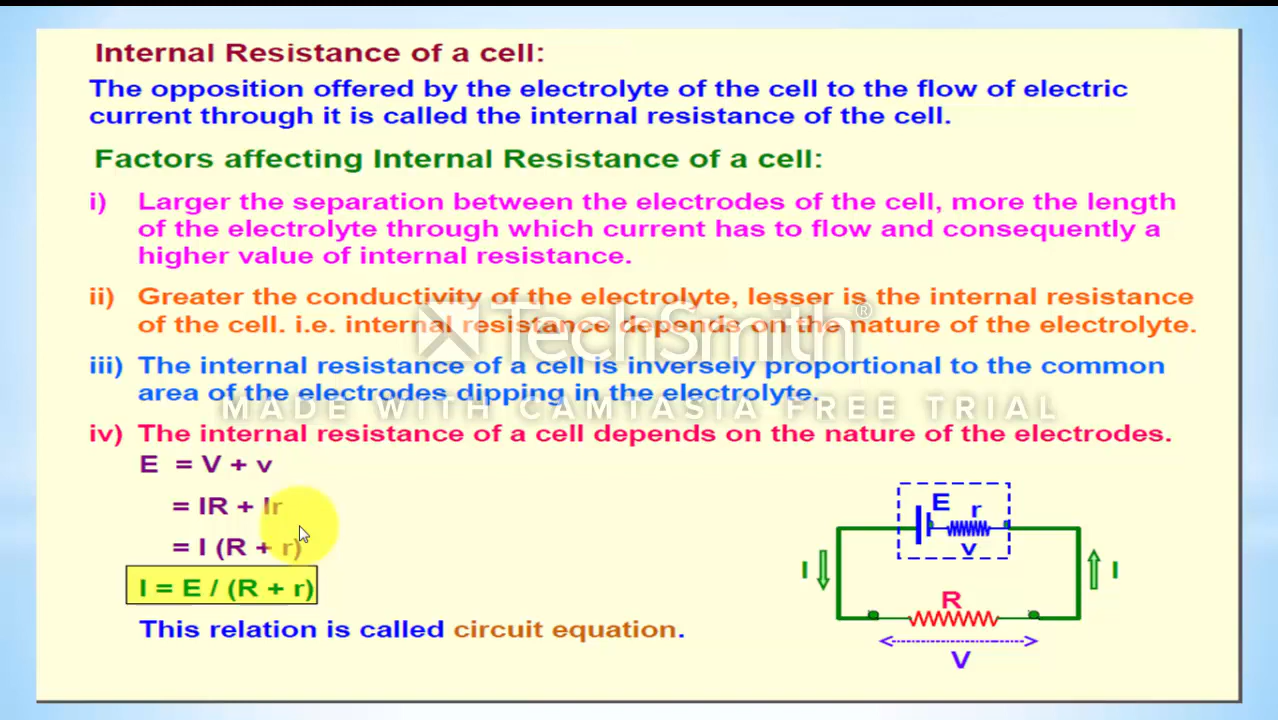 Internal Resistance of a cell:
The opposition offered by the electrolyte of the cell to the flow of electric
current through it is called the internal resistance of the cell.
Factors affecting Internal Resistance of a cell:
i) Larger the separation between the electrodes of the cell, more the length
of the electrolyte through which current has to flow and consequently a
higher value of internal resistance.
ii) Greater the conductivity of the electrolyte, lesser is the internal resistance
of the cell. i.e. internal resistance depends on the nature of the electrolyte.
TechSmith®
iii) The internal resistance of a cell is inversely proportional to the common
area of the electrodes dipping in the electrolyte.
MADE WITH CAMTASIA FREE TRIAL
iv) The internal resistance of a cell depends on the nature of the electrodes.
E = V + v
= IR + Ir
= I (R + r)
I = E / (R + r)
This relation is called circuit equation.
E
r
v
I
I
R
V